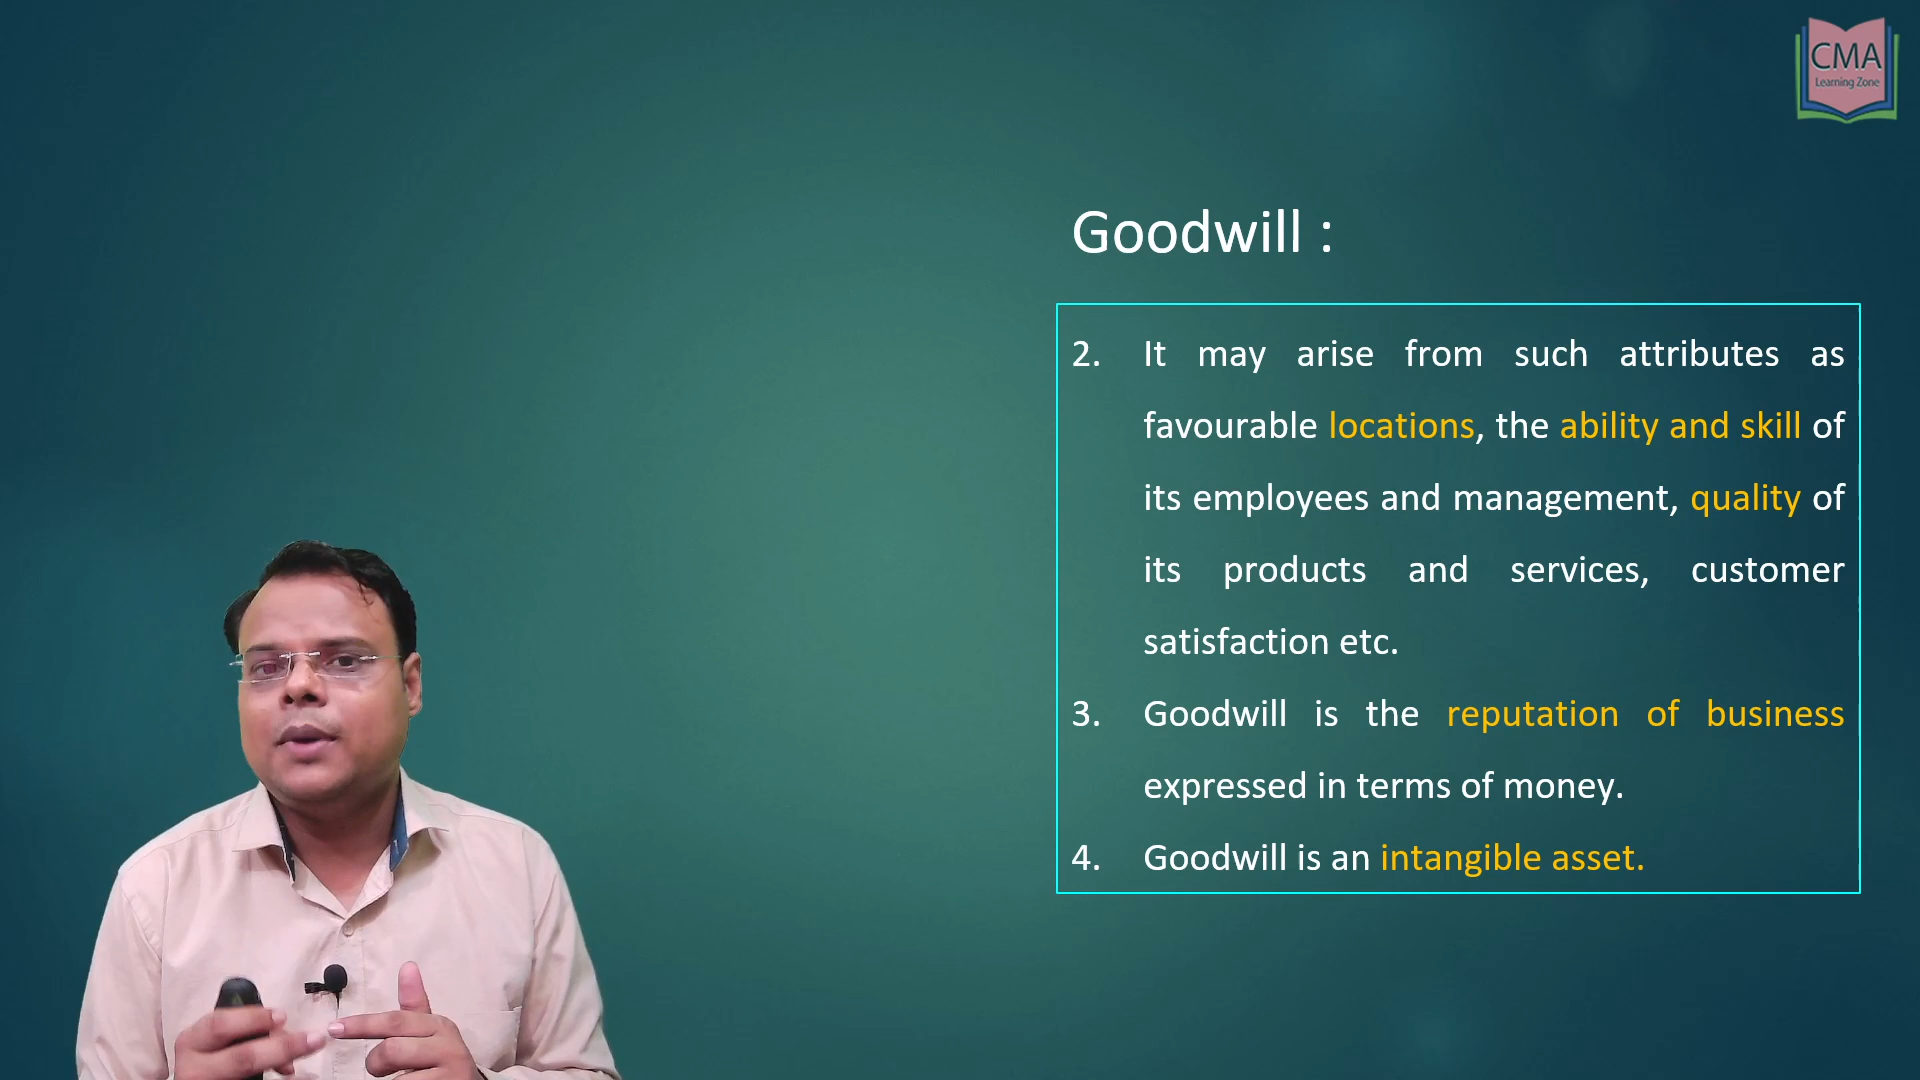 CMA
Learning Zone
Goodwill :
2. It may arise from such attributes as
favourable locations, the ability and skill of
its employees and management, quality of
its products and services, customer
satisfaction etc.
3. Goodwill is the reputation of business
expressed in terms of money.
4. Goodwill is an intangible asset.